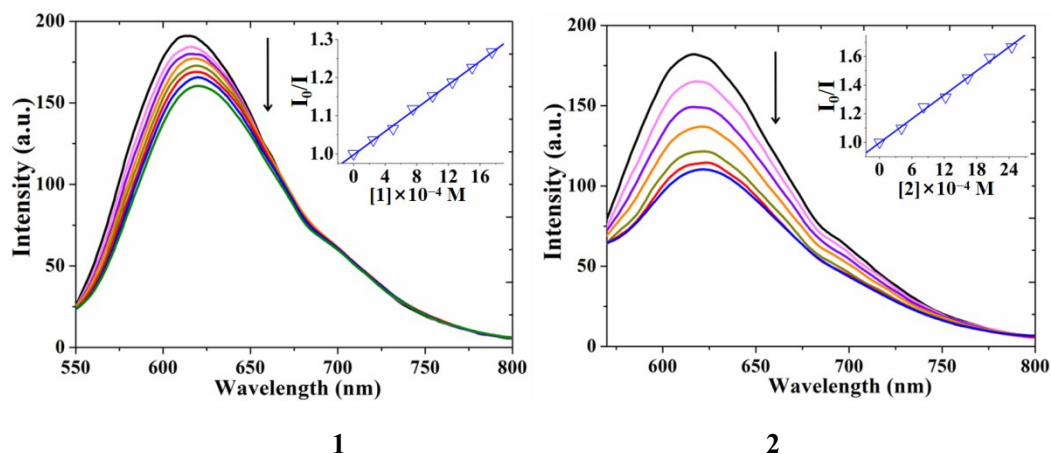 200
150
100
50
0
Intensity (a.u.)
550 600 650 700 750 800
Wavelength (nm)
1.3
1.2
1.1
1.0
I₀/I
0 4 8 12 16
[1]×10⁻⁴ M
1
200
150
100
50
0
Intensity (a.u.)
600 650 700 750 800
Wavelength (nm)
1.6
1.4
1.2
1.0
I₀/I
0 6 12 18 24
[2]×10⁻⁴ M
2